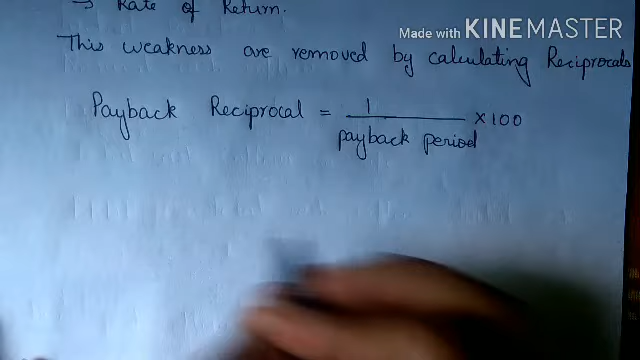 → Rate of Return.
Made with KINEMASTER
This weakness are removed by calculating Reciprocals
Payback Reciprocal = 1 / payback period × 100